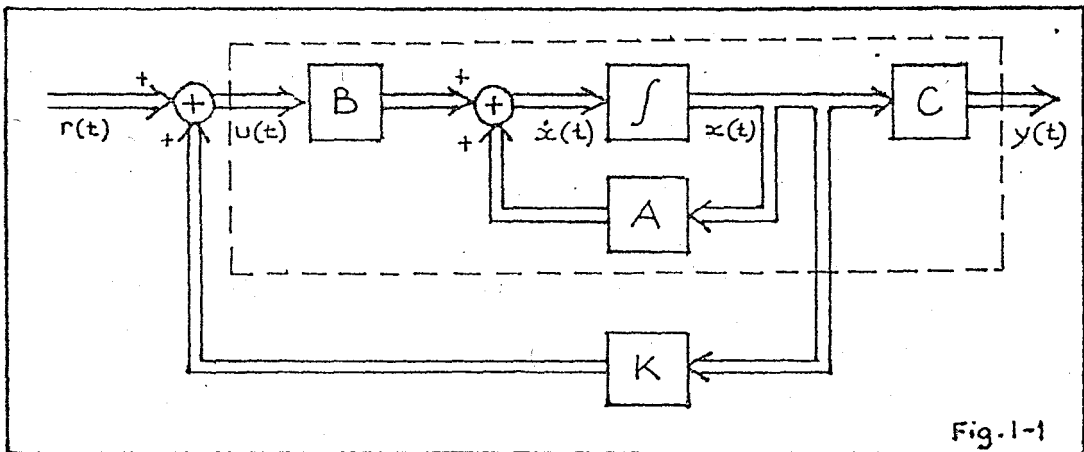 + + B + + ∫ C
r(t) + u(t) + ẋ(t) x(t) y(t)
A
K
Fig. 1-1